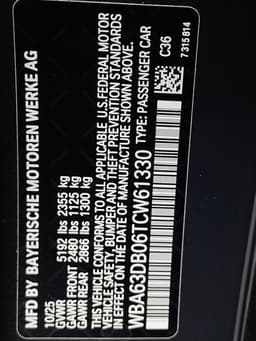 MFD BY BAYERISCHE MOTOREN WERKE AG
10/25
GVWR 5192 lbs 2355 kg
GAWR FRONT 2480 lbs 1125 kg
GAWR REAR 2866 lbs 1300 kg
THIS VEHICLE CONFORMS TO ALL APPLICABLE U.S. FEDERAL MOTOR
VEHICLE SAFETY, BUMPER AND THEFT PREVENTION STANDARDS
IN EFFECT ON THE DATE OF MANUFACTURE SHOWN ABOVE.
WBA63DB06TCW61330 TYPE: PASSENGER CAR
C36
7315814